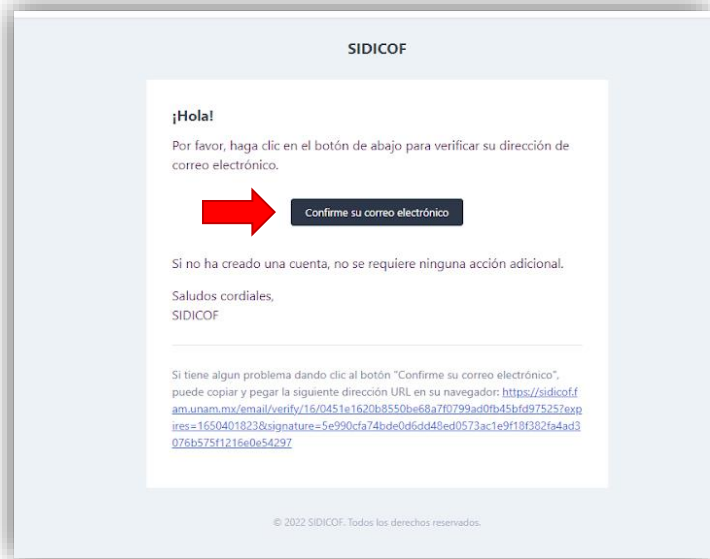 SIDICOF
¡Hola!
Por favor, haga clic en el botón de abajo para verificar su dirección de
correo electrónico.
Confirme su correo electrónico
Si no ha creado una cuenta, no se requiere ninguna acción adicional.
Saludos cordiales,
SIDICOF
Si tiene algun problema dando clic al botón "Confirme su correo electrónico",
puede copiar y pegar la siguiente dirección URL en su navegador: https://sidicof.f
am.unam.mx/email/verify/16/0451e1620b8550be68a7f0799ad0fb45bfd97525?exp
ires=1650401823&signature=5e990cfa74bde0d6dd48ed0573ac1e9f18f382fa4ad3
076b575f1216e0e54297
© 2022 SIDICOF. Todos los derechos reservados.